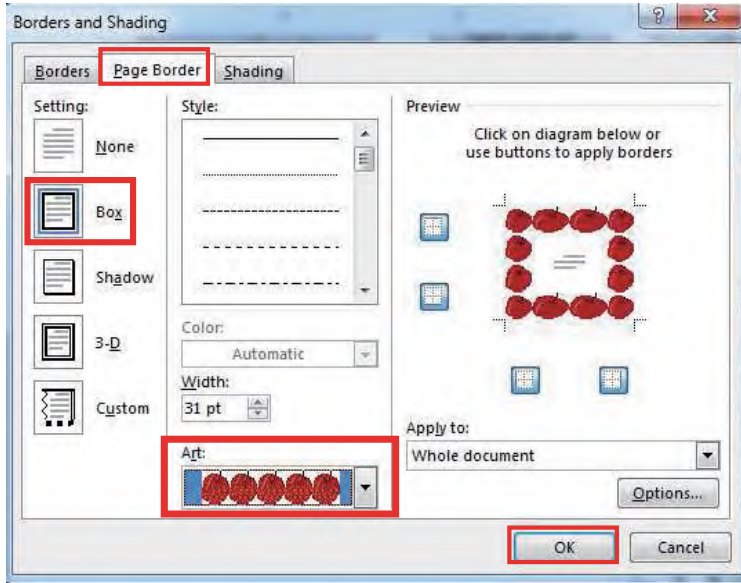 Borders and Shading
Borders
Page Border
Shading
Setting:
None
Box
Shadow
3-D
Custom
Style:
Color:
Automatic
Width:
31 pt
Art:
Preview
Click on diagram below or
use buttons to apply borders
Apply to:
Whole document
Options...
OK
Cancel